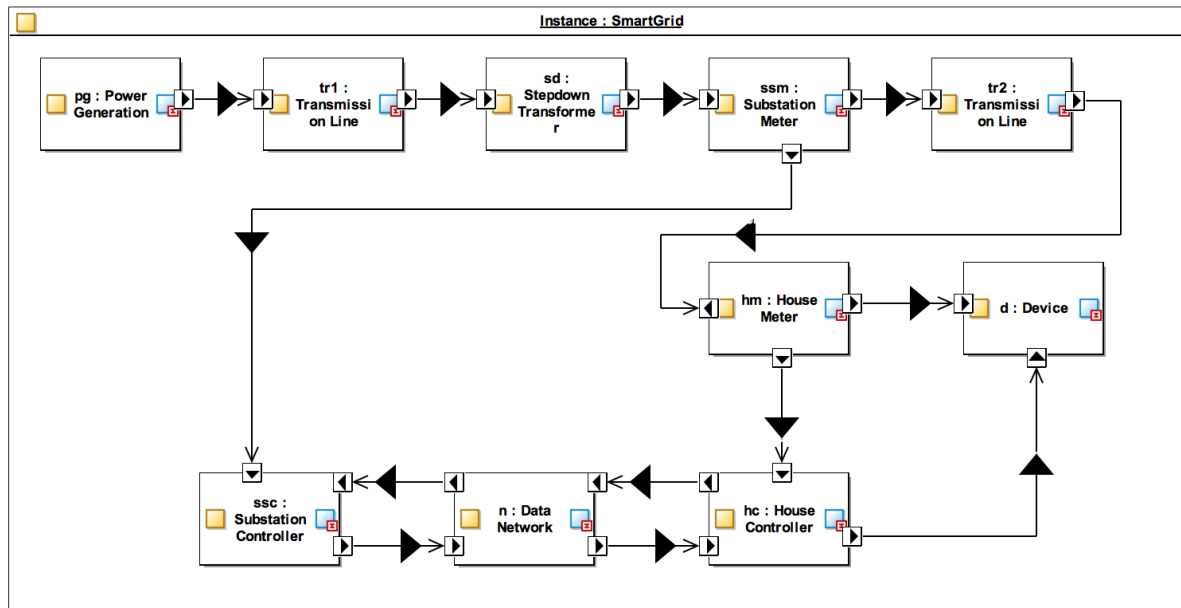 Instance : SmartGrid
pg : Power
Generation
tr1 :
Transmissi
on Line
sd :
Stepdown
Transforme
r
ssm :
Substation
Meter
tr2 :
Transmissi
on Line
hm : House
Meter
d : Device
ssc :
Substation
Controller
n : Data
Network
hc : House
Controller